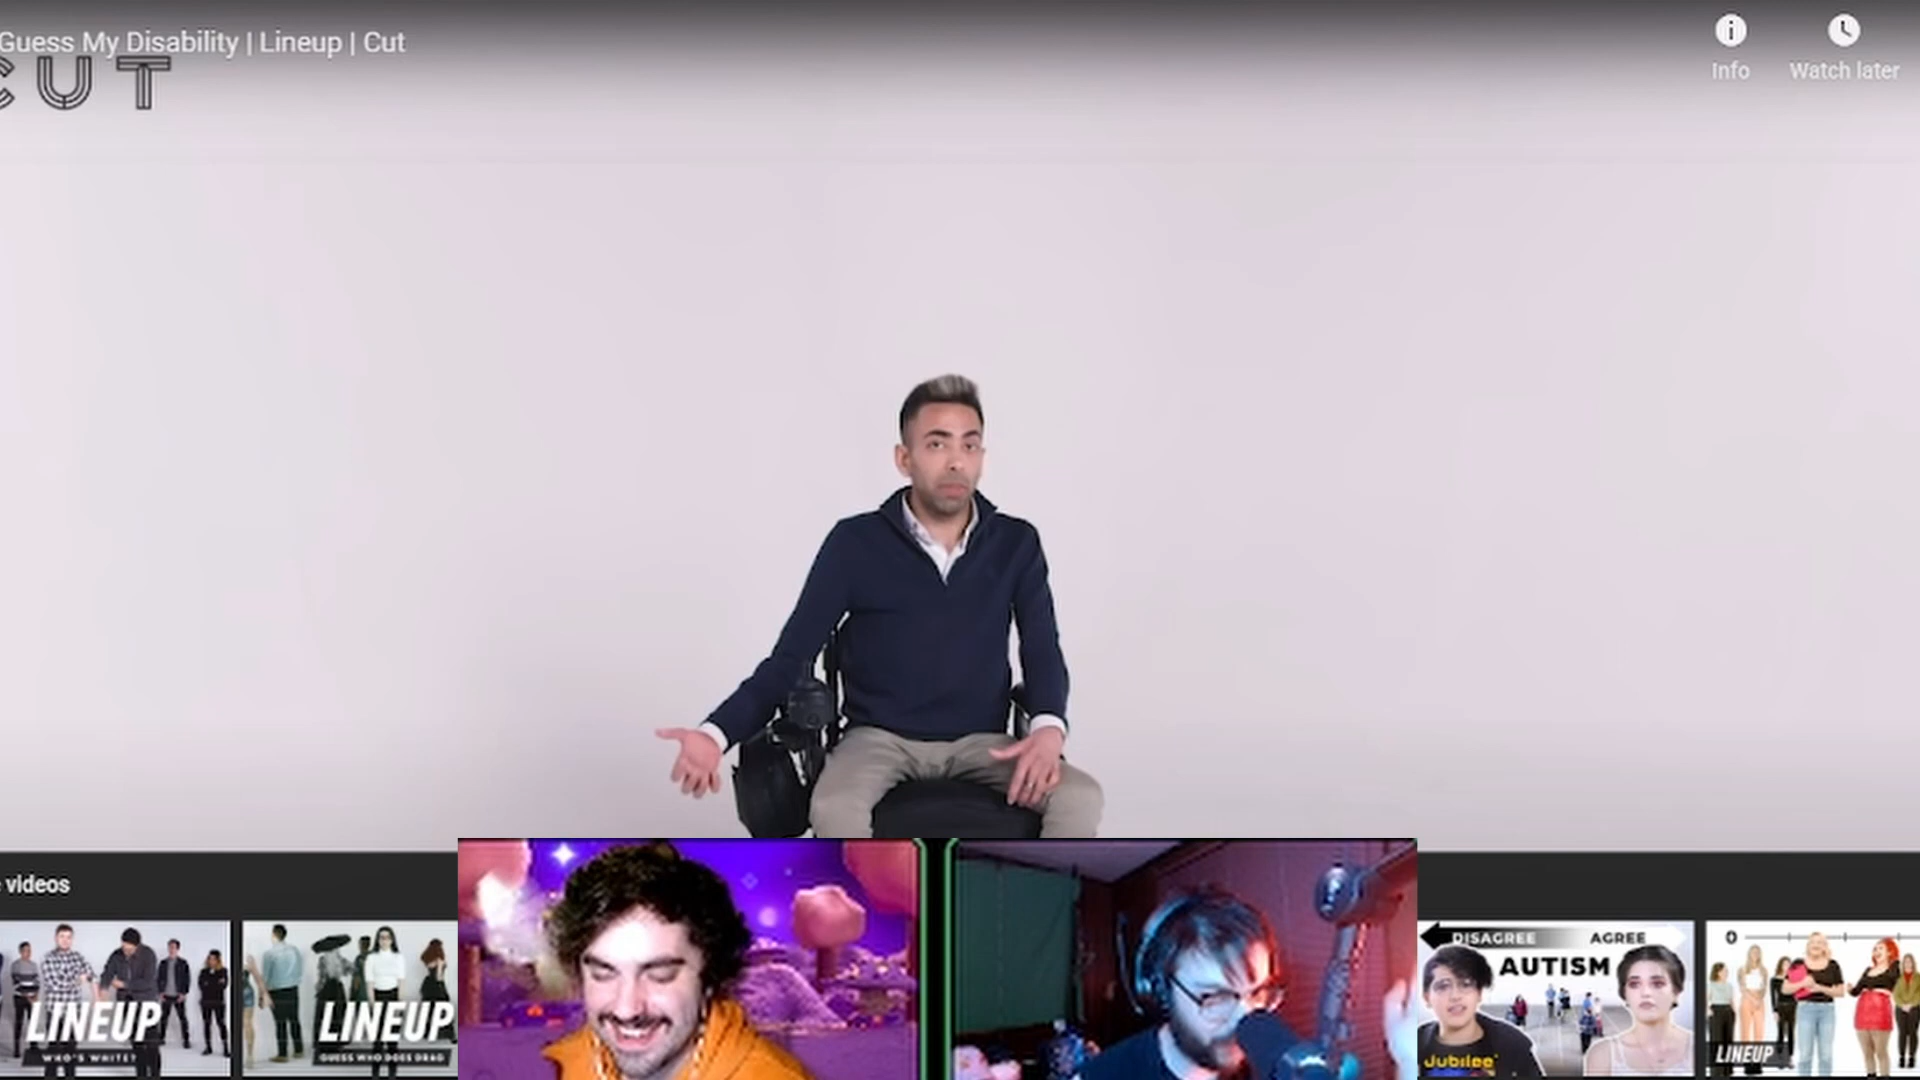 Guess My Disability | Lineup | Cut
CUT
Info
Watch later
videos
LINEUP
WHO'S WHITE?
LINEUP
GUESS WHO DOES DRAG
DISAGREE AGREE
AUTISM
Jubilee
0
LINEUP